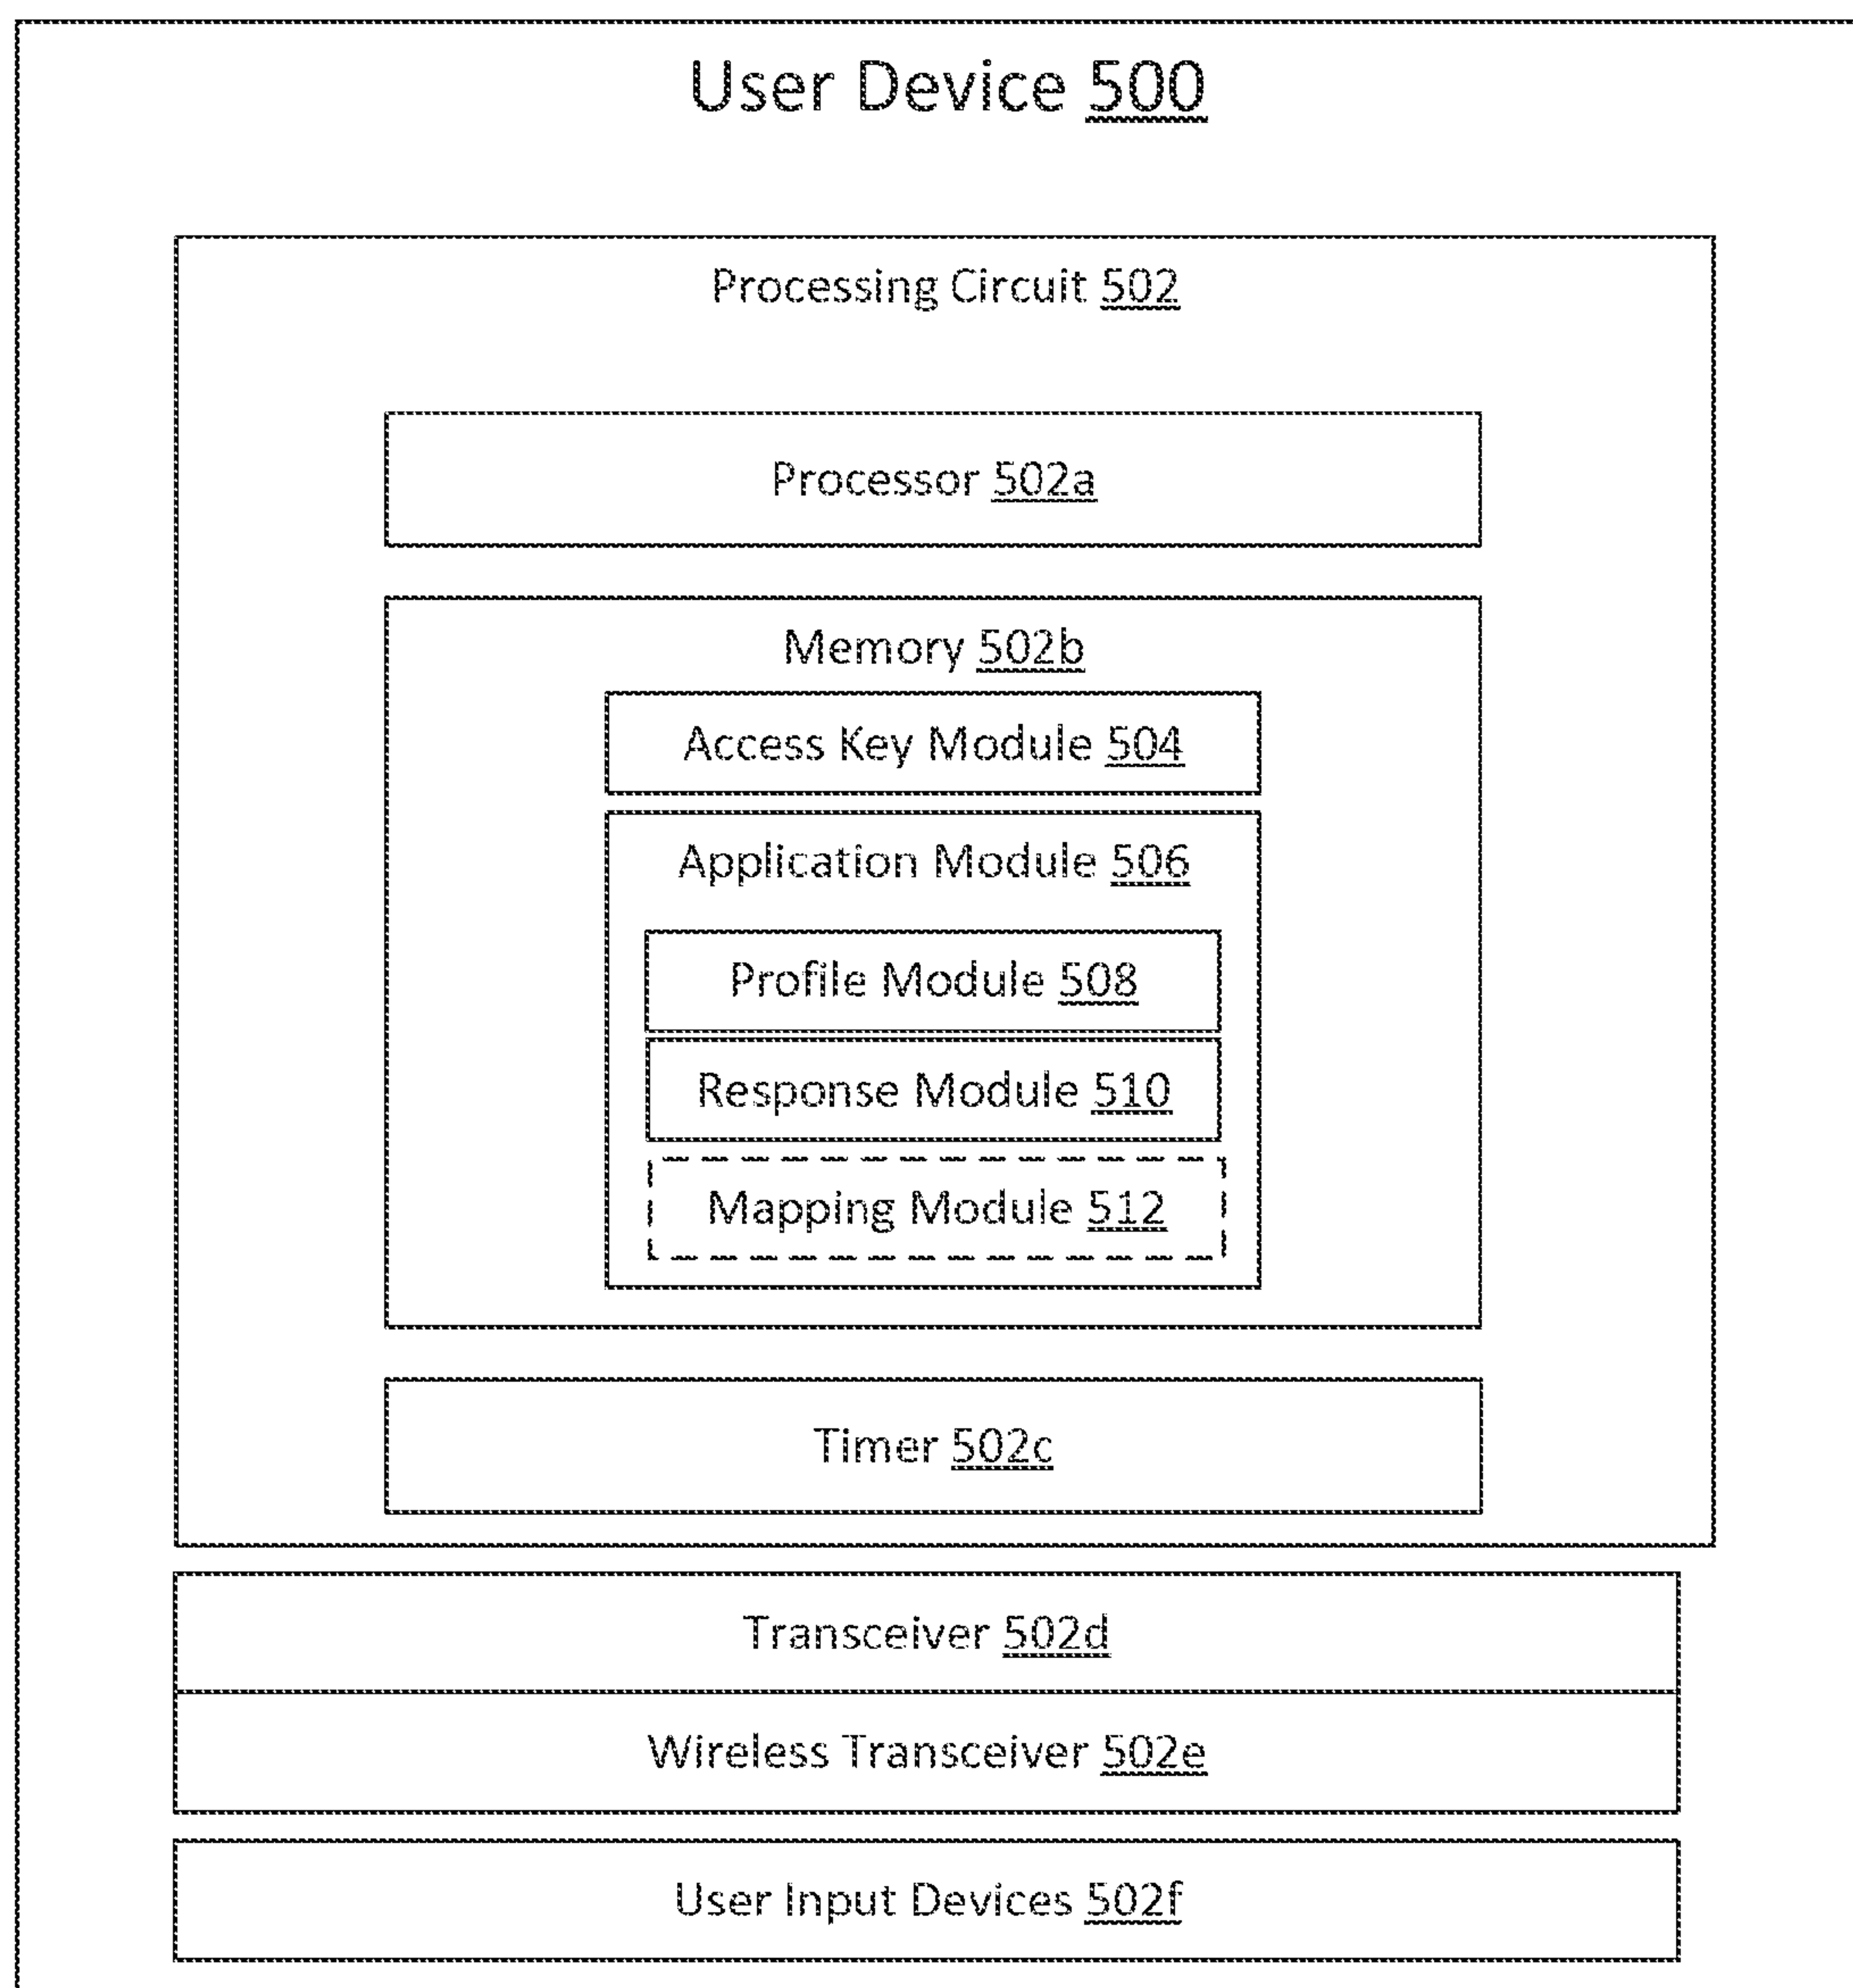 User Device 500
Processing Circuit 502
Processor 502a
Memory 502b
Access Key Module 504
Application Module 506
Profile Module 508
Response Module 510
Mapping Module 512
Timer 502c
Transceiver 502d
Wireless Transceiver 502e
User Input Devices 502f